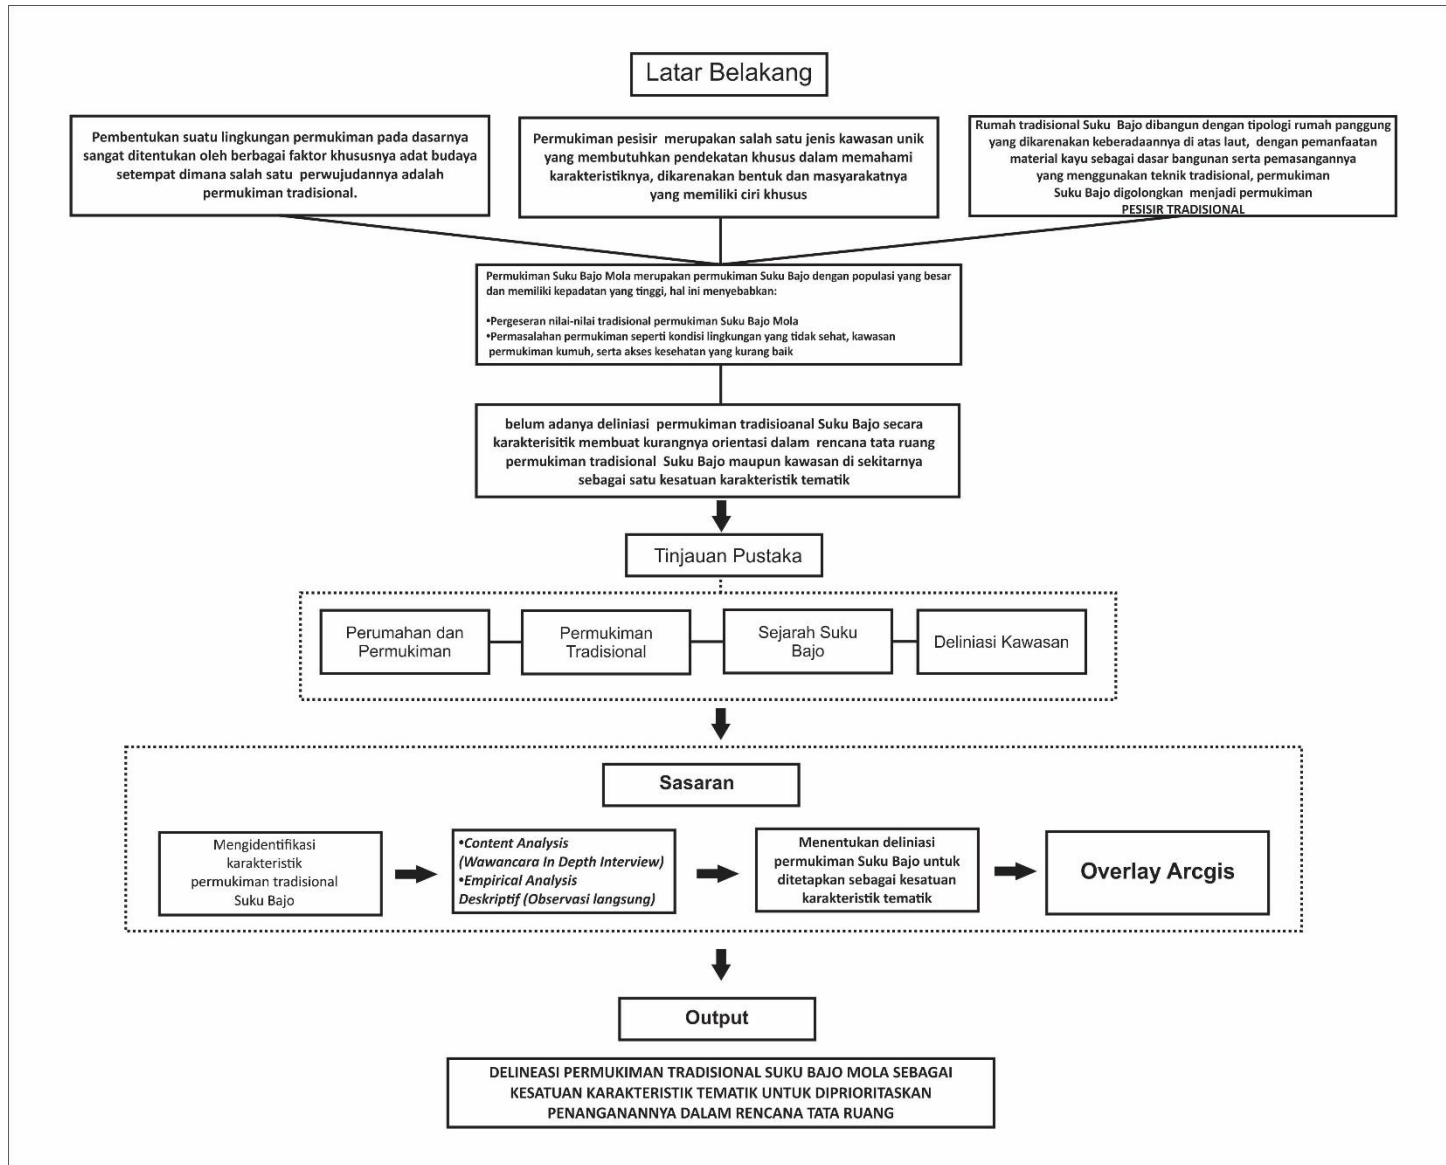 Latar Belakang
Pembentukan suatu lingkungan permukiman pada dasarnya
sangat ditentukan oleh berbagai faktor khususnya adat budaya
setempat dimana salah satu perwujudannya adalah
permukiman tradisional.
Permukiman pesisir merupakan salah satu jenis kawasan unik
yang membutuhkan pendekatan khusus dalam memahami
karakteristiknya, dikarenakan bentuk dan masyarakatnya
yang memiliki ciri khusus
Rumah tradisional Suku Bajo dibangun dengan tipologi rumah panggung
yang dikarenakan keberadaannya di atas laut, dengan pemanfaatan
material kayu sebagai dasar bangunan serta pemasangannya
yang menggunakan teknik tradisional, permukiman
Suku Bajo digolongkan menjadi permukiman
PESISIR TRADISIONAL
Permukiman Suku Bajo Mola merupakan permukiman Suku Bajo dengan populasi yang besar
dan memiliki kepadatan yang tinggi, hal ini menyebabkan:
•Pergeseran nilai-nilai tradisional permukiman Suku Bajo Mola
•Permasalahan permukiman seperti kondisi lingkungan yang tidak sehat, kawasan
permukiman kumuh, serta akses kesehatan yang kurang baik
belum adanya deliniasi permukiman tradisioanal Suku Bajo secara
karakterisitik membuat kurangnya orientasi dalam rencana tata ruang
permukiman tradisional Suku Bajo maupun kawasan di sekitarnya
sebagai satu kesatuan karakteristik tematik
Tinjauan Pustaka
Perumahan dan
Permukiman
Permukiman
Tradisional
Sejarah Suku
Bajo
Deliniasi Kawasan
Sasaran
Mengidentifikasi
karakteristik
permukiman tradisional
Suku Bajo
•Content Analysis
(Wawancara In Depth Interview)
•Empirical Analysis
Deskriptif (Observasi langsung)
Menentukan deliniasi
permukiman Suku Bajo untuk
ditetapkan sebagai kesatuan
karakteristik tematik
Overlay Arcgis
Output
DELINEASI PERMUKIMAN TRADISIONAL SUKU BAJO MOLA SEBAGAI
KESATUAN KARAKTERISTIK TEMATIK UNTUK DIPRIORITASKAN
PENANGANANNYA DALAM RENCANA TATA RUANG